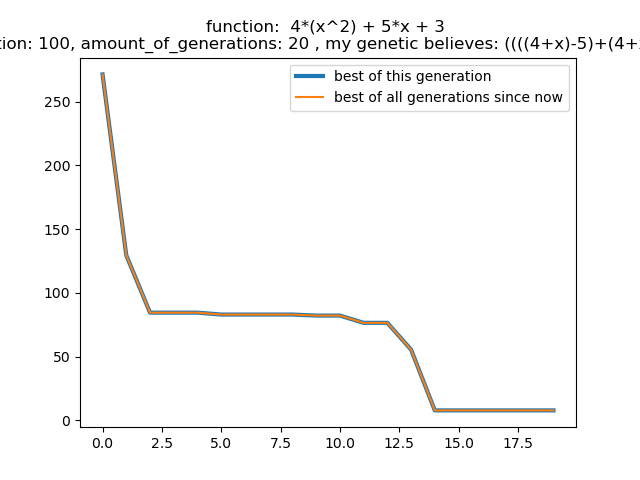 function: 4*(x^2) + 5*x + 3
tion: 100, amount_of_generations: 20 , my genetic believes: ((((4+x)-5)+(4+x
best of this generation
best of all generations since now
250
200
150
100
50
0
0.0 2.5 5.0 7.5 10.0 12.5 15.0 17.5